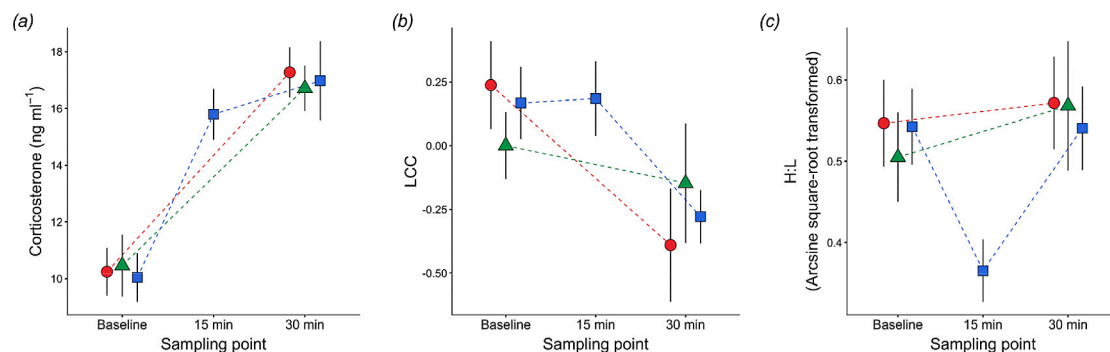 (a)
Corticosterone (ng ml⁻¹)
18
16
14
12
10
Baseline
15 min
30 min
Sampling point
(b)
LCC
0.25
0.00
-0.25
-0.50
Baseline
15 min
30 min
Sampling point
(c)
H:L
(Arcsine square-root transformed)
0.6
0.5
0.4
Baseline
15 min
30 min
Sampling point